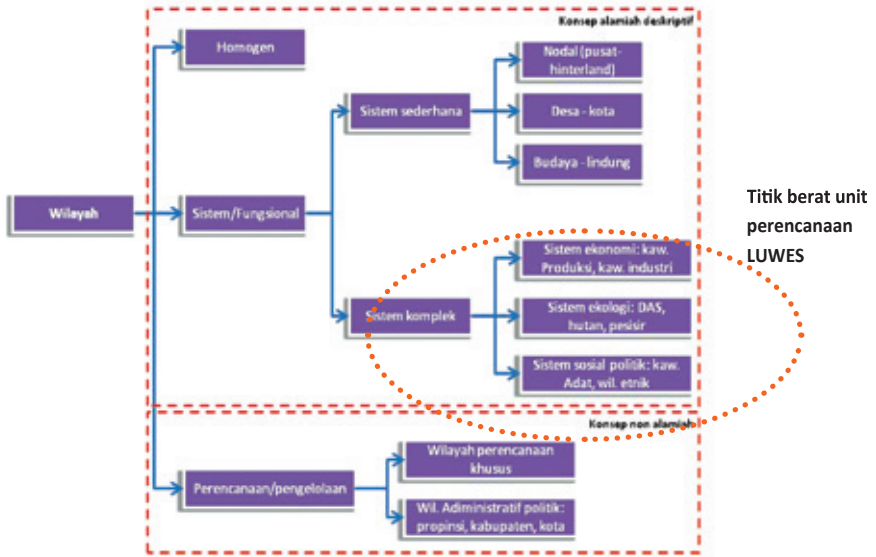 Konsep alamiah deskriptif
Homogen
Nodal (pusat-
hinterland)
Sistem sederhana
Desa - kota
Budaya - lindung
Wilayah
Sistem/Fungsional
Titik berat unit
perencanaan
LUWES
Sistem ekonomi: kaw.
Produksi, kaw. industri
Sistem komplek
Sistem ekologi: DAS,
hutan, pesisir
Sistem sosial politik: kaw.
Adat, wil. etnik
Konsep non alamiah
Wilayah perencanaan
khusus
Perencanaan/pengelolaan
Wil. Adiministratif politik:
propinsi, kabupaten, kota